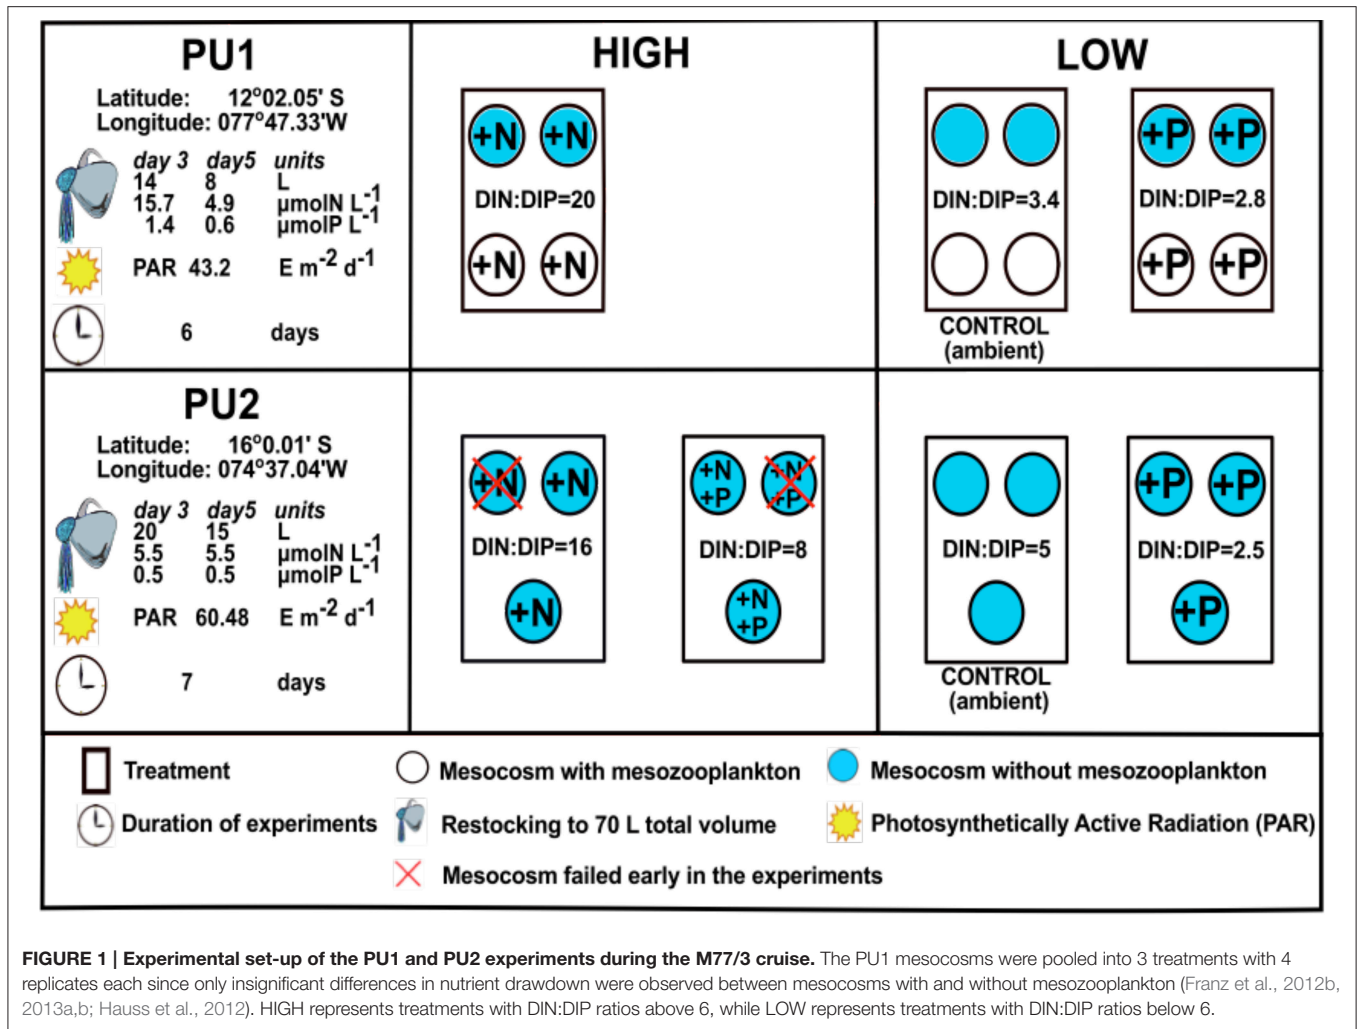 PU1
HIGH
LOW
Latitude: 12°02.05' S
Longitude: 077°47.33'W
day 3 day5 units
14 8 L
15.7 4.9 µmolN L-1
1.4 0.6 µmolP L-1
PAR 43.2 E m-2 d-1
6 days
+N +N
DIN:DIP=20
+N +N
DIN:DIP=3.4
CONTROL
(ambient)
+P +P
DIN:DIP=2.8
+P +P
PU2
Latitude: 16°0.01' S
Longitude: 074°37.04'W
day 3 day5 units
20 15 L
5.5 5.5 µmolN L-1
0.5 0.5 µmolP L-1
PAR 60.48 E m-2 d-1
7 days
+N +N
DIN:DIP=16
+N
+N +N
+P +P
DIN:DIP=8
+N
+P
DIN:DIP=5
CONTROL
(ambient)
+P +P
DIN:DIP=2.5
+P
Treatment
Mesocosm with mesozooplankton
Mesocosm without mesozooplankton
Duration of experiments
Restocking to 70 L total volume
Photosynthetically Active Radiation (PAR)
Mesocosm failed early in the experiments
FIGURE 1 | Experimental set-up of the PU1 and PU2 experiments during the M77/3 cruise. The PU1 mesocosms were pooled into 3 treatments with 4
replicates each since only insignificant differences in nutrient drawdown were observed between mesocosms with and without mesozooplankton (Franz et al., 2012b,
2013a,b; Hauss et al., 2012). HIGH represents treatments with DIN:DIP ratios above 6, while LOW represents treatments with DIN:DIP ratios below 6.